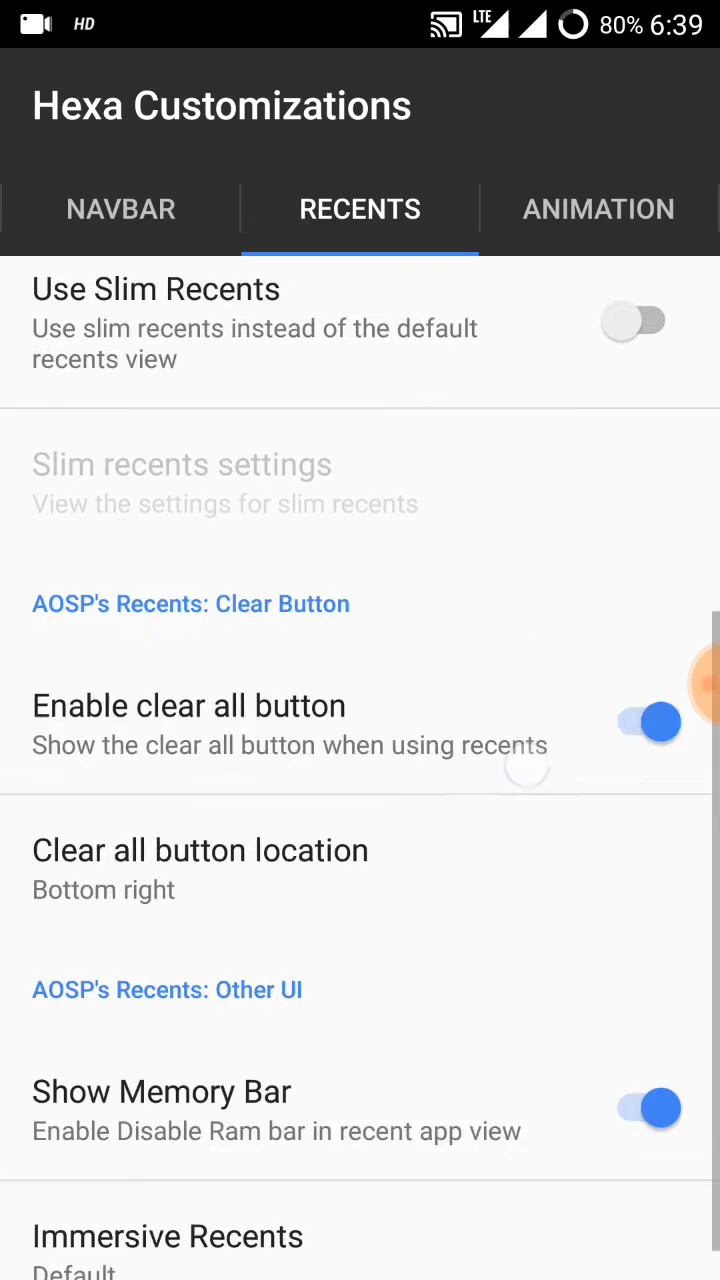 HD
LTE
80% 6:39
Hexa Customizations
NAVBAR
RECENTS
ANIMATION
Use Slim Recents
Use slim recents instead of the default
recents view
Slim recents settings
View the settings for slim recents
AOSP's Recents: Clear Button
Enable clear all button
Show the clear all button when using recents
Clear all button location
Bottom right
AOSP's Recents: Other UI
Show Memory Bar
Enable Disable Ram bar in recent app view
Immersive Recents
Default